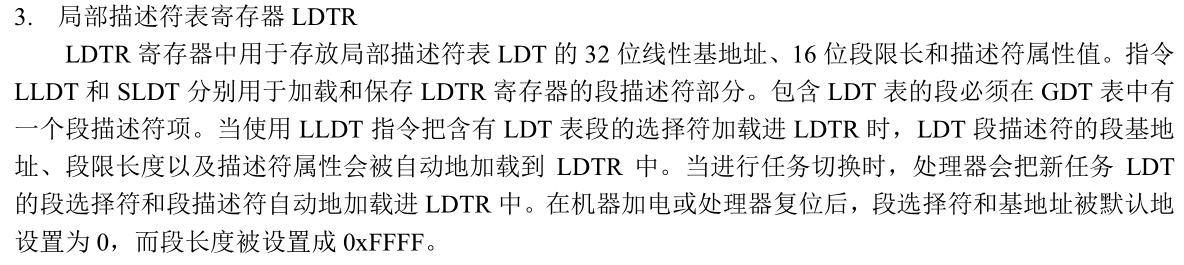 3. 局部描述符表寄存器 LDTR
LDTR 寄存器中用于存放局部描述符表 LDT 的 32 位线性基地址、16 位段限长和描述符属性值。指令
LLDT 和 SLDT 分别用于加载和保存 LDTR 寄存器的段描述符部分。包含 LDT 表的段必须在 GDT 表中有
一个段描述符项。当使用 LLDT 指令把含有 LDT 表段的选择符加载进 LDTR 时，LDT 段描述符的段基地
址、段限长度以及描述符属性会被自动地加载到 LDTR 中。当进行任务切换时，处理器会把新任务 LDT
的段选择符和段描述符自动地加载进 LDTR 中。在机器加电或处理器复位后，段选择符和基地址被默认地
设置为 0，而段长度被设置成 0xFFFF。